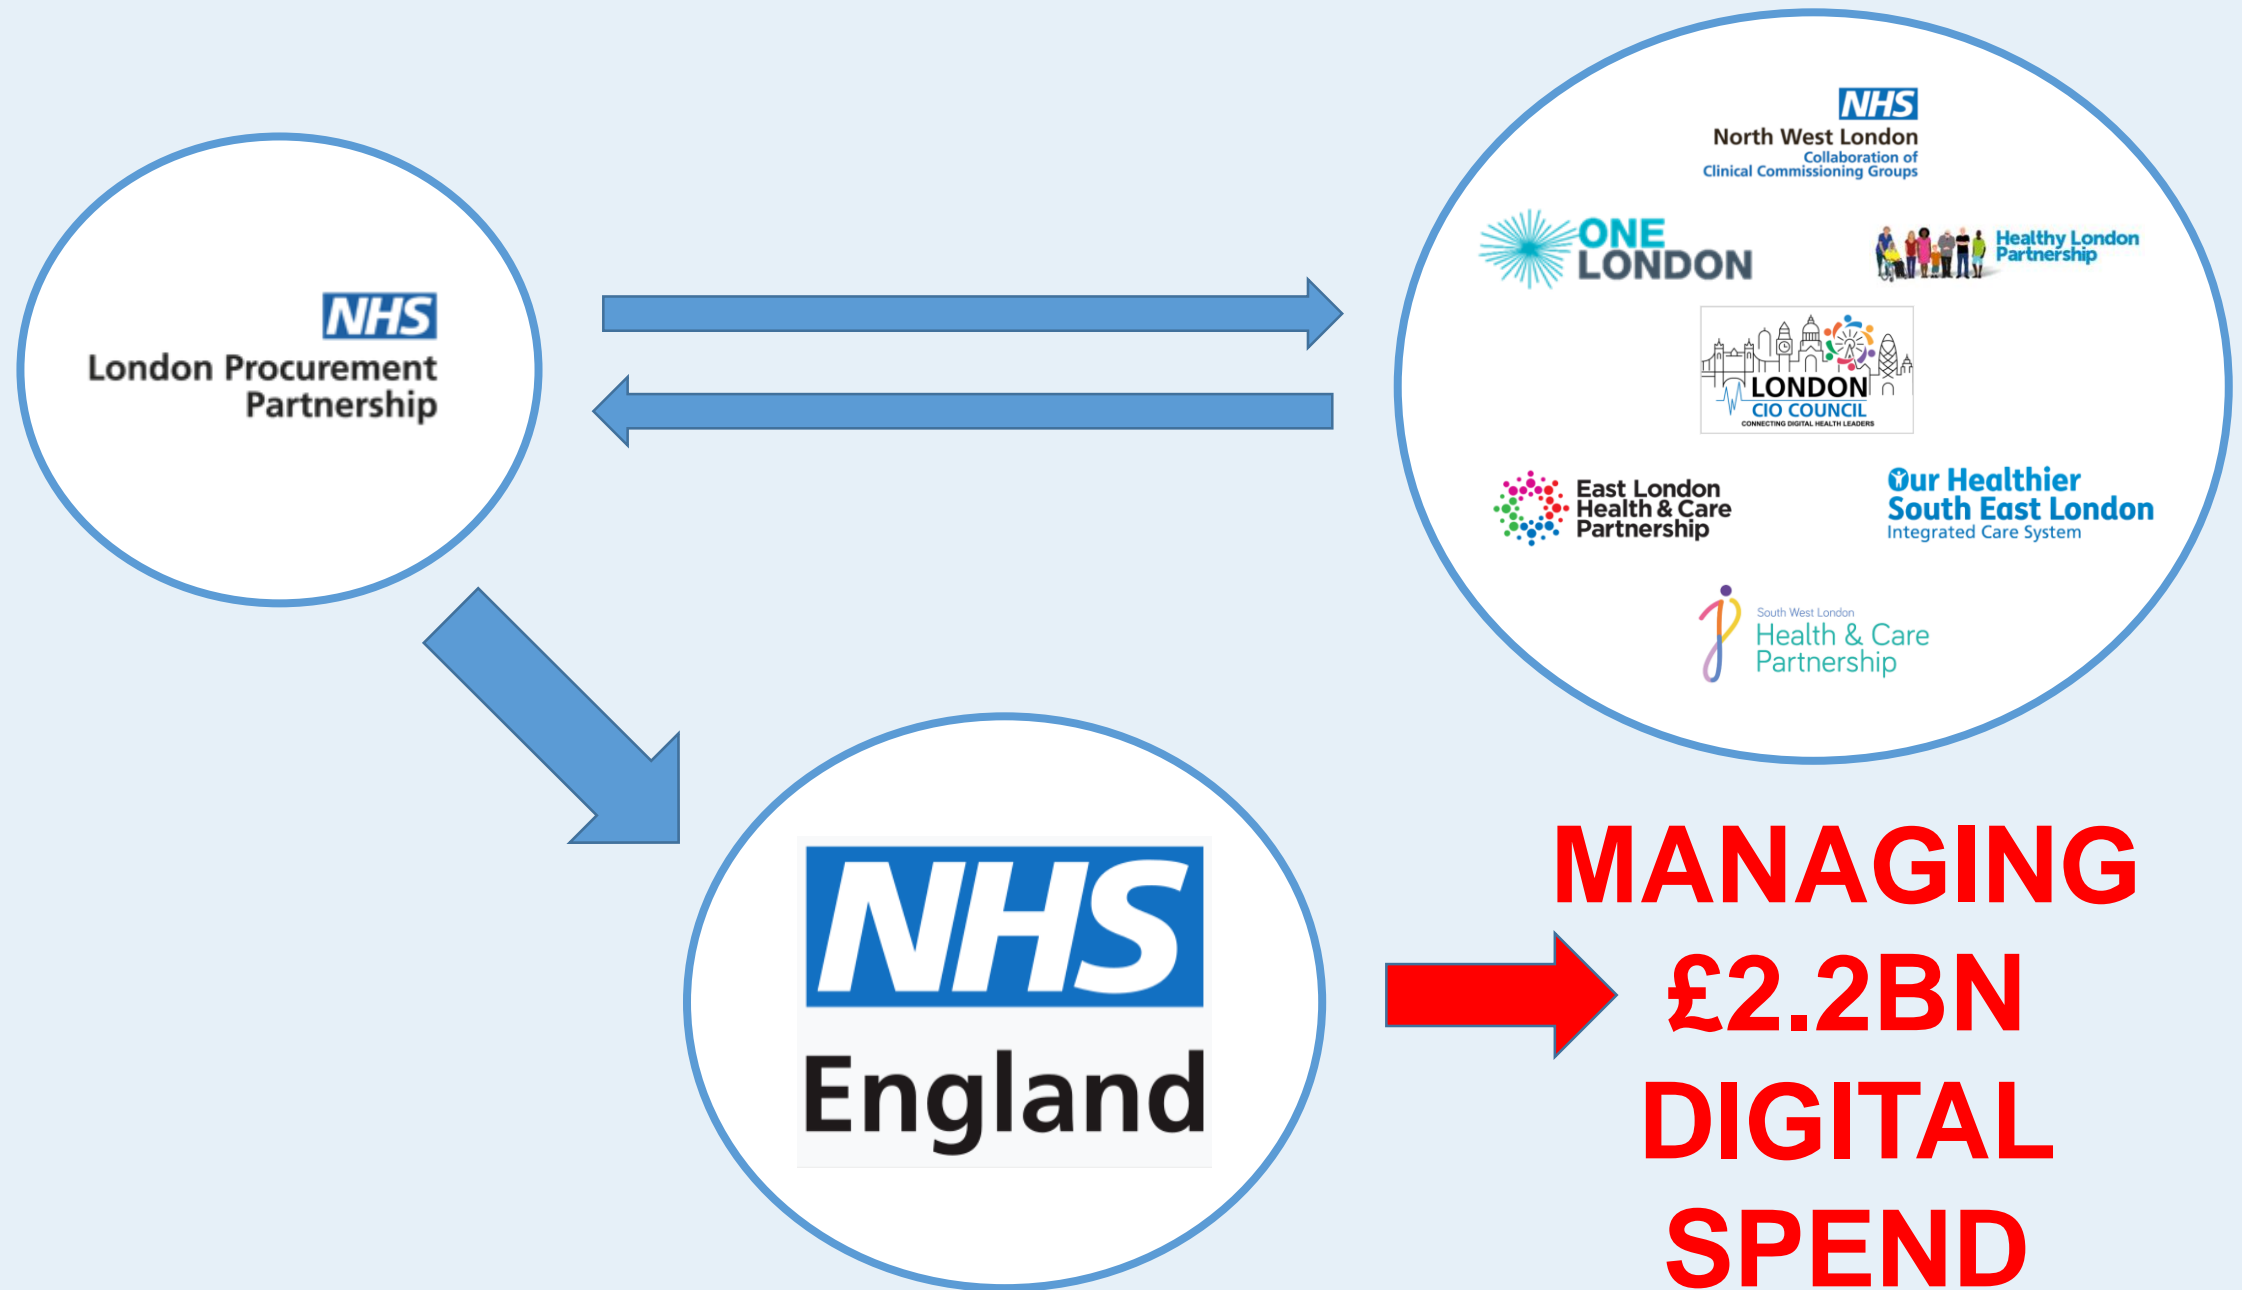 NHS
London Procurement
Partnership
NHS
North West London
Collaboration of
Clinical Commissioning Groups
ONE
LONDON
Healthy London
Partnership
LONDON
CIO COUNCIL
CONNECTING DIGITAL HEALTH LEADERS
East London
Health & Care
Partnership
Our Healthier
South East London
Integrated Care System
South West London
Health & Care
Partnership
NHS
England
MANAGING
£2.2BN
DIGITAL
SPEND